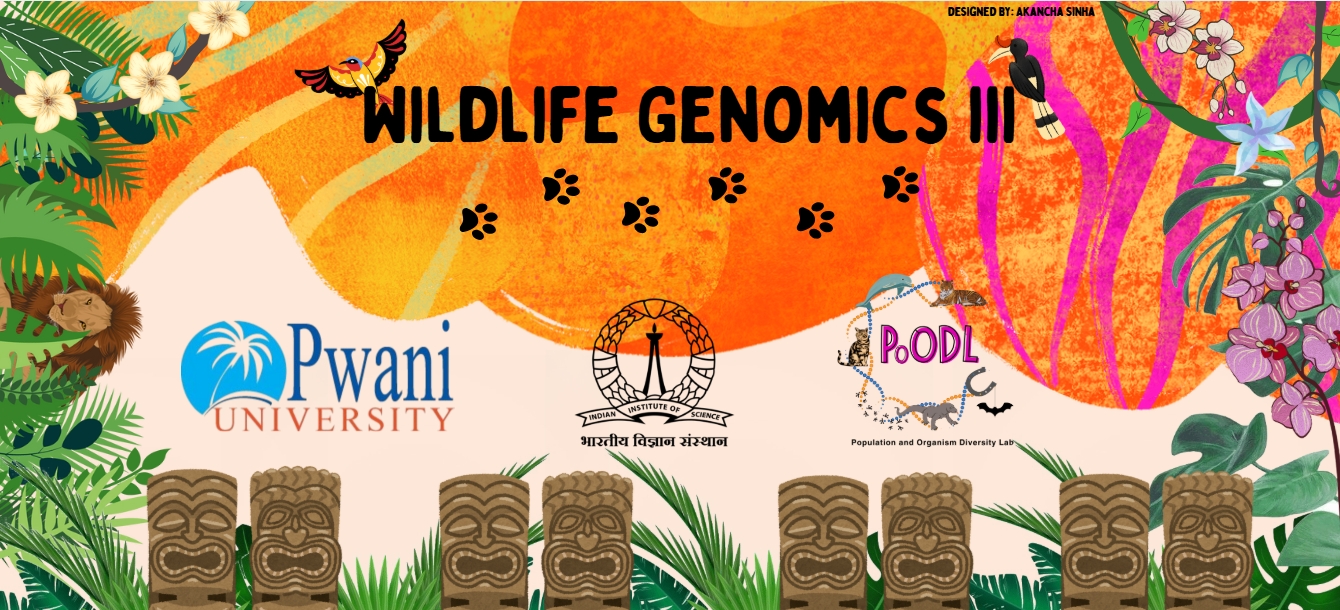 DESIGNED BY: AKANCHA SINHA
WILDLIFE GENOMICS III
Pwani
UNIVERSITY
INDIAN INSTITUTE OF SCIENCE
भारतीय विज्ञान संस्थान
PoODL
Population and Organism Diversity Lab